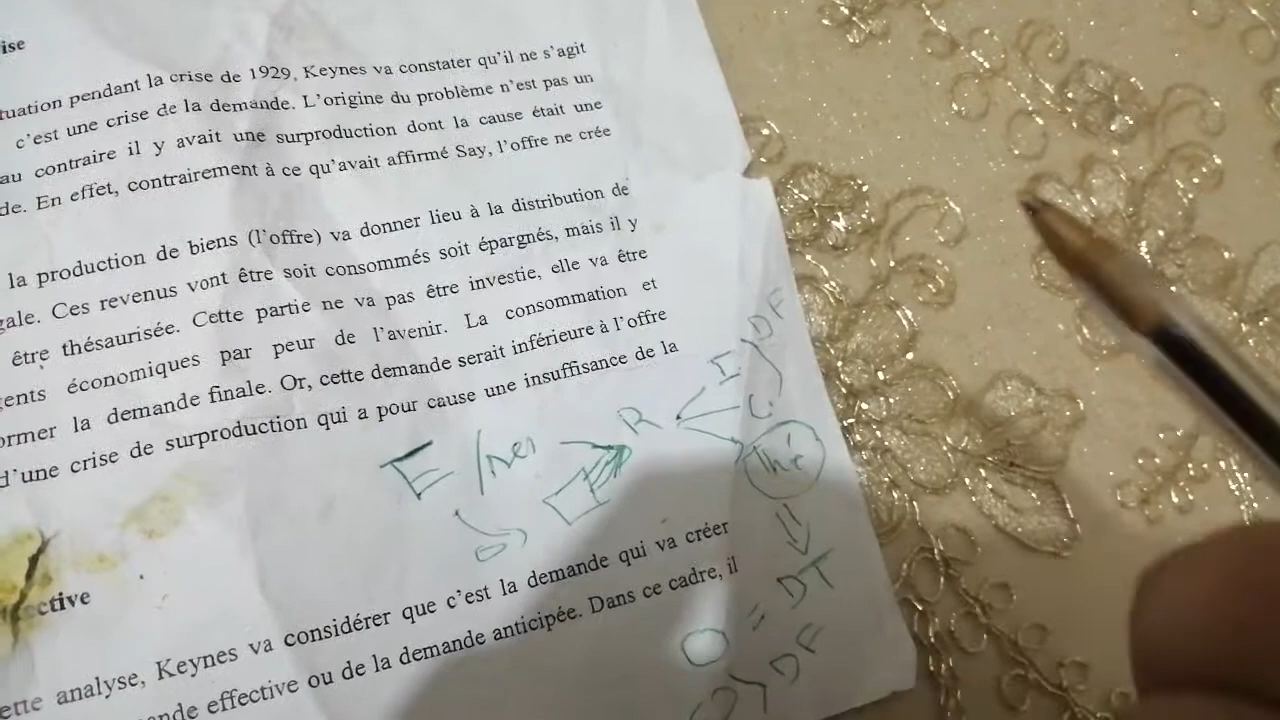 ise
tuation pendant la crise de 1929, Keynes va constater qu'il ne s'agit
c'est une crise de la demande. L'origine du problème n'est pas un
au contraire il y avait une surproduction dont la cause était une
de. En effet, contrairement à ce qu'avait affirmé Say, l'offre ne crée
la production de biens (l'offre) va donner lieu à la distribution de
gale. Ces revenus vont être soit consommés soit épargnés, mais il y
être thésaurisée. Cette partie ne va pas être investie, elle va être
ents économiques par peur de l'avenir. La consommation et
ormer la demande finale. Or, cette demande serait inférieure à l'offre
d'une crise de surproduction qui a pour cause une insuffisance de la
I ) DF
E / R < C.
Thé
ective
ette analyse, Keynes va considérer que c'est la demande qui va créer
ande effective ou de la demande anticipée. Dans ce cadre, il
O = DT
O > DF